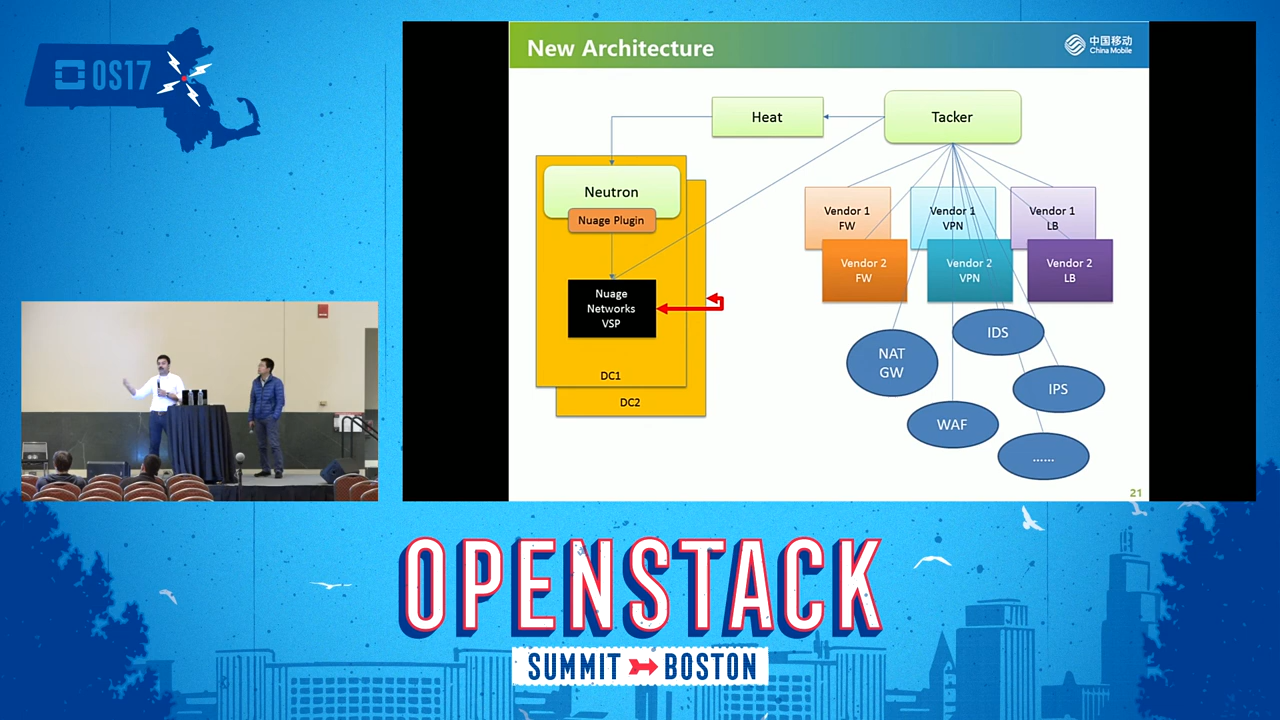 OS17
New Architecture
中国移动
China Mobile
Heat
Tacker
Neutron
Nuage Plugin
Nuage
Networks
VSP
DC1
DC2
Vendor 1
FW
Vendor 1
VPN
Vendor 1
LB
Vendor 2
FW
Vendor 2
VPN
Vendor 2
LB
NAT
GW
IDS
IPS
WAF
......
21
OPENSTACK
SUMMIT BOSTON